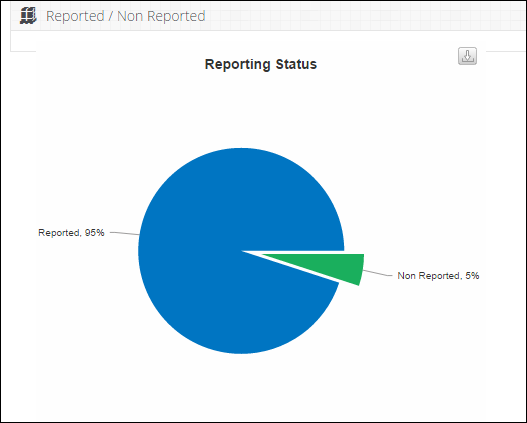 Reported / Non Reported
Reporting Status
Reported, 95%
Non Reported, 5%